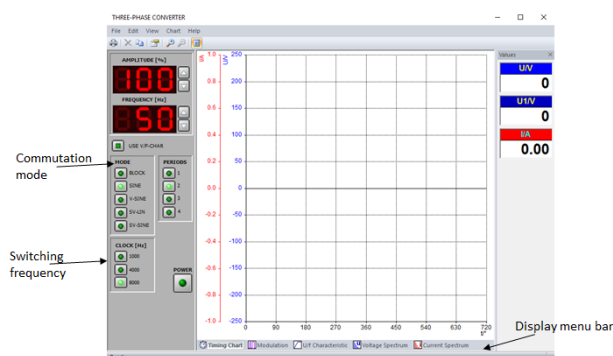 THREE-PHASE CONVERTER
File Edit View Chart Help
AMPLITUDE [%]
100
FREQUENCY [Hz]
50
USE V/F-CHAR
MODE
BLOCK
SINE
V-SINE
SV-LIN
SV-SINE
PERIODS
1
2
3
4
CLOCK [Hz]
1000
4000
8000
POWER
Commutation
mode
Switching
frequency
I/A
1.0
0.8
0.6
0.4
0.2
0.0
-0.2
-0.4
-0.6
-0.8
-1.0
U/V
250
200
150
100
50
0
-50
-100
-150
-200
-250
0 90 180 270 360 450 540 630 720
Timing Chart Modulation U/f Characteristic Voltage Spectrum Current Spectrum
Values
U/V
0
U1/V
0
I/A
0.00
Display menu bar